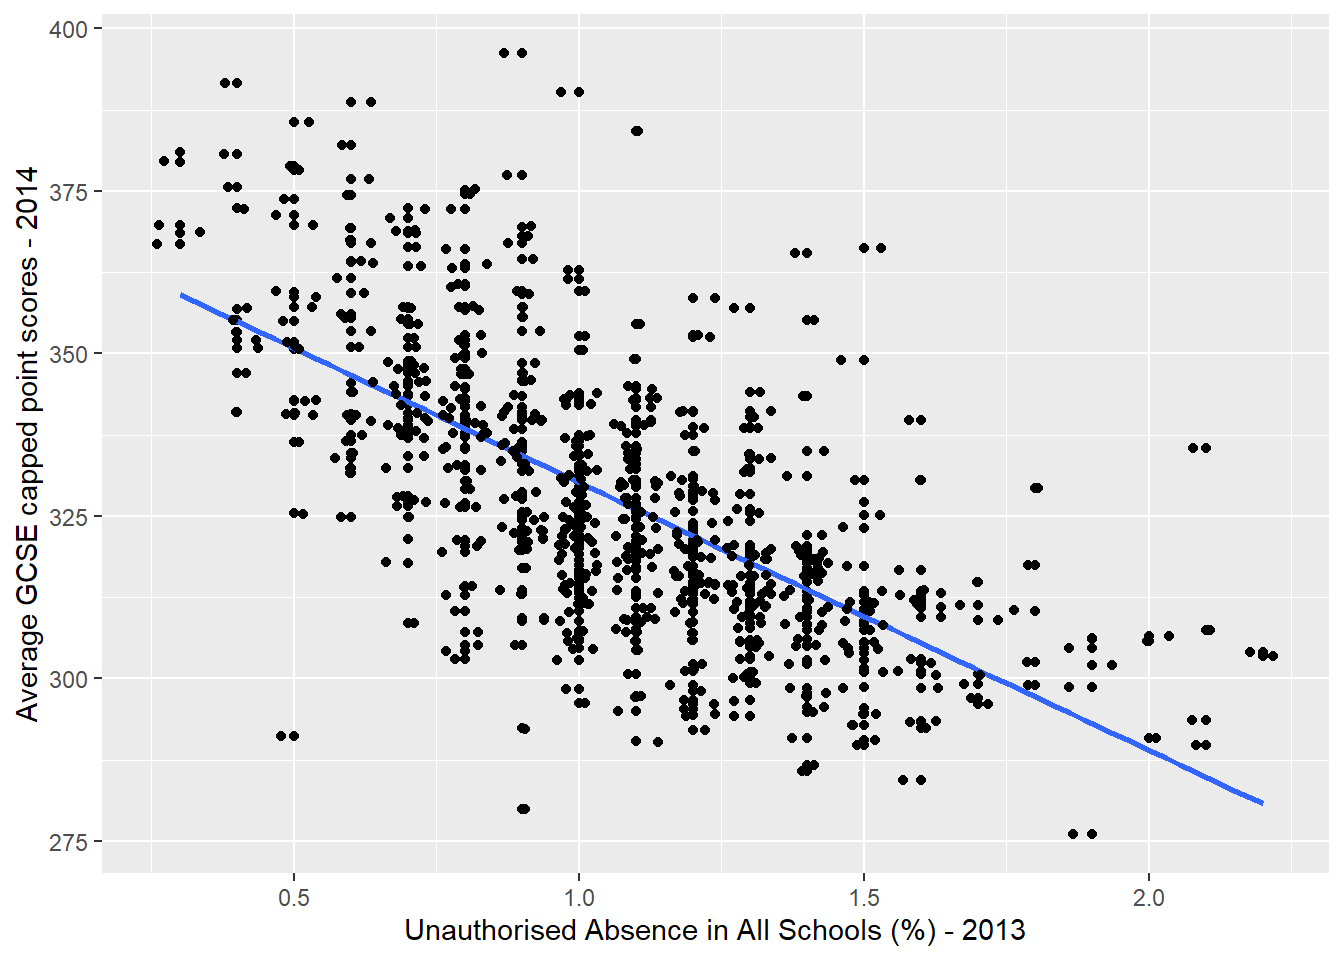 400
375
350
325
300
275
Average GCSE capped point scores - 2014
0.5 1.0 1.5 2.0
Unauthorised Absence in All Schools (%) - 2013